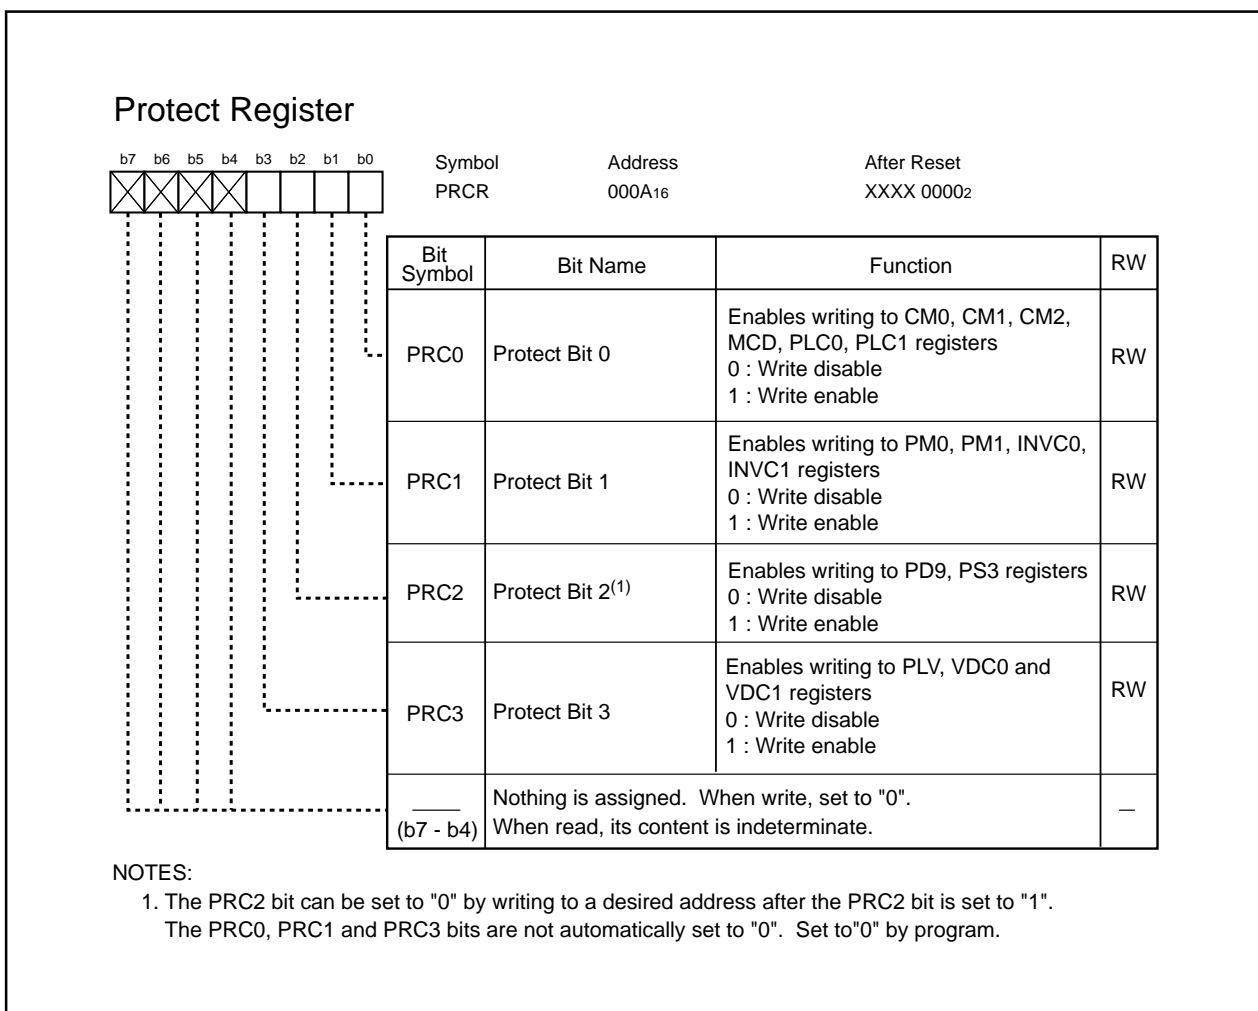 Protect Register
b7 b6 b5 b4 b3 b2 b1 b0
Symbol Address After Reset
PRCR 000A16 XXXX 00002
Bit Symbol Bit Name Function RW
PRC0 Protect Bit 0 RW
Enables writing to CM0, CM1, CM2,
MCD, PLC0, PLC1 registers
0 : Write disable
1 : Write enable
PRC1 Protect Bit 1 RW
Enables writing to PM0, PM1, INVC0,
INVC1 registers
0 : Write disable
1 : Write enable
PRC2 Protect Bit 2(1) RW
Enables writing to PD9, PS3 registers
0 : Write disable
1 : Write enable
PRC3 Protect Bit 3 RW
Enables writing to PLV, VDC0 and
VDC1 registers
0 : Write disable
1 : Write enable
(b7 - b4)
Nothing is assigned. When write, set to "0".
When read, its content is indeterminate.
NOTES:
1. The PRC2 bit can be set to "0" by writing to a desired address after the PRC2 bit is set to "1".
The PRC0, PRC1 and PRC3 bits are not automatically set to "0". Set to"0" by program.